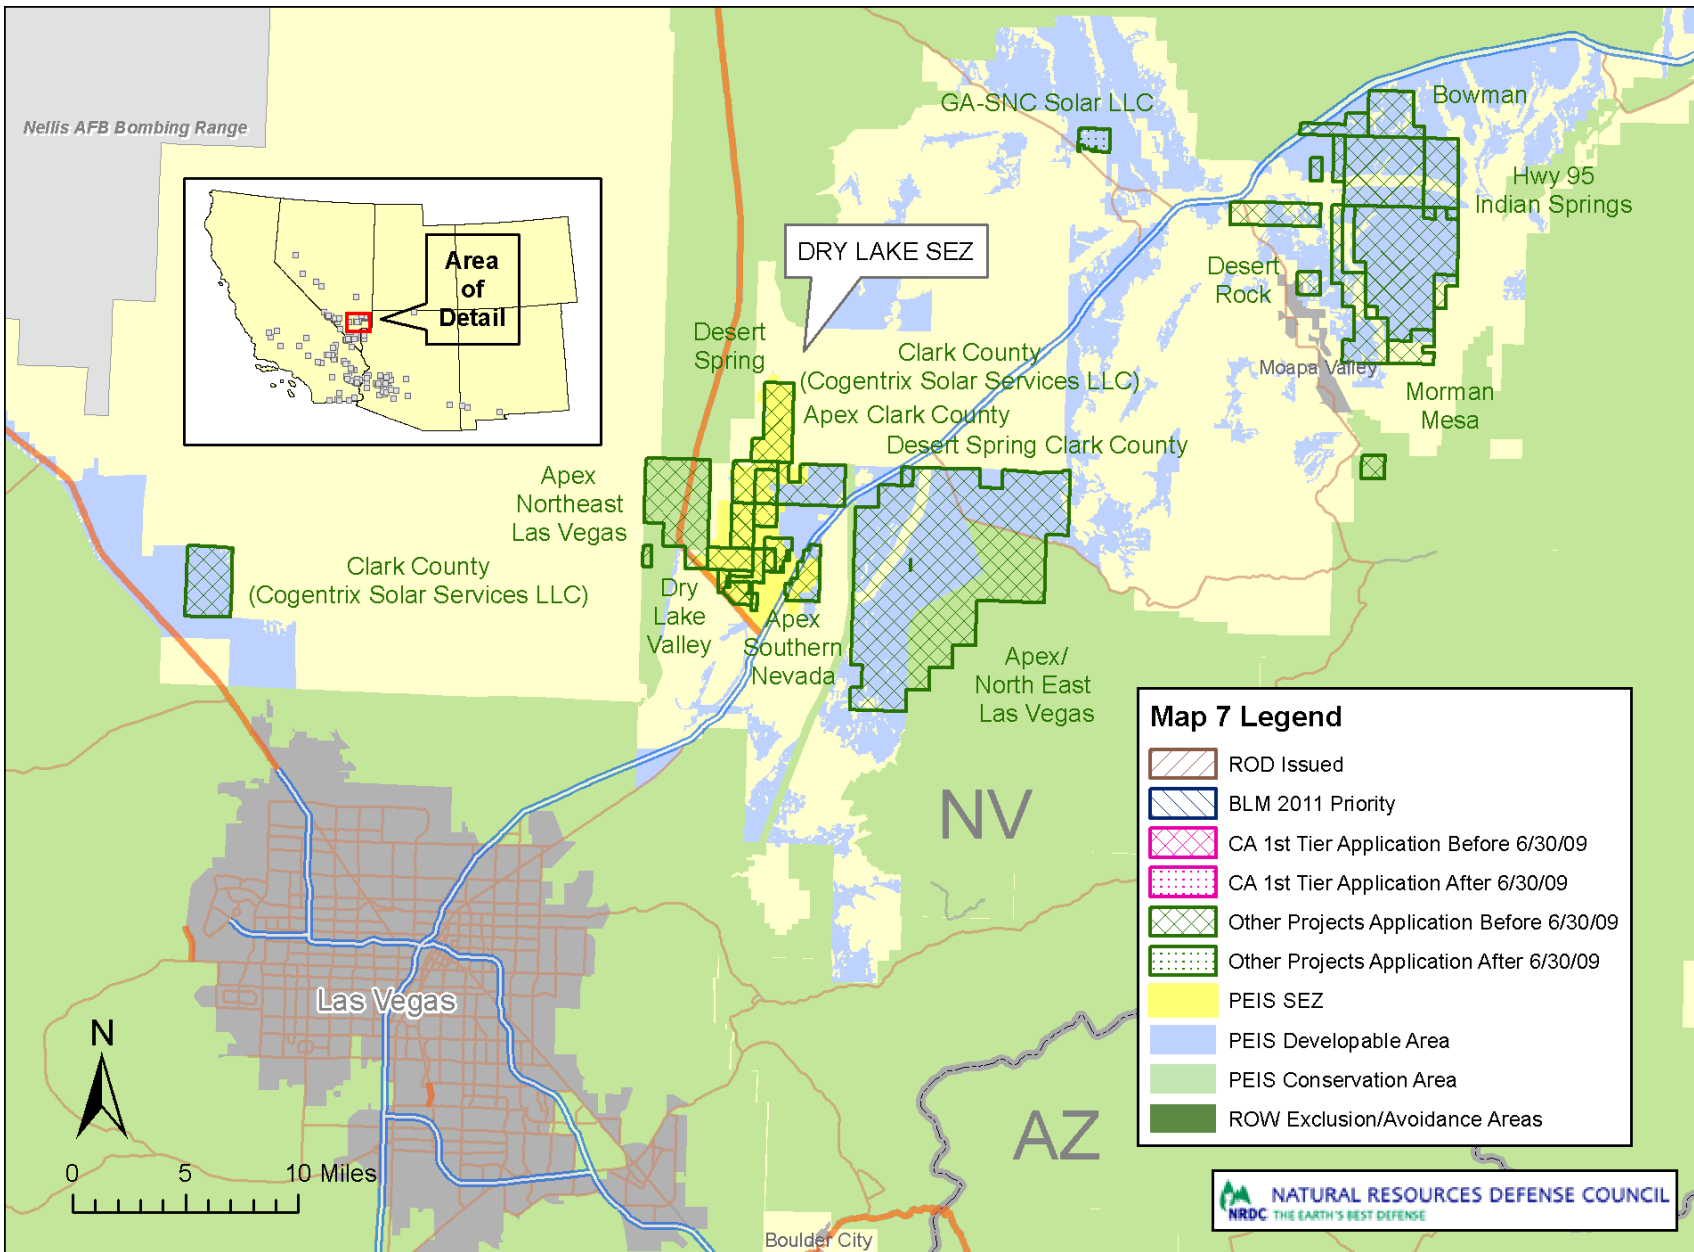 Nellis AFB Bombing Range
GA-SNC Solar LLC
Bowman
Hwy 95
Indian Springs
DRY LAKE SEZ
Area
of
Detail
Desert
Rock
Desert
Spring
Clark County
(Cogentrix Solar Services LLC)
Moapa Valley
Apex Clark County
Morman
Mesa
Desert Spring Clark County
Apex
Northeast
Las Vegas
Clark County
(Cogentrix Solar Services LLC)
Dry
Lake
Valley
Apex
Southern
Nevada
Apex/
North East
Las Vegas
NV
AZ
Las Vegas
Boulder City
N
0 5 10 Miles
Map 7 Legend
ROD Issued
BLM 2011 Priority
CA 1st Tier Application Before 6/30/09
CA 1st Tier Application After 6/30/09
Other Projects Application Before 6/30/09
Other Projects Application After 6/30/09
PEIS SEZ
PEIS Developable Area
PEIS Conservation Area
ROW Exclusion/Avoidance Areas
NRDC
NATURAL RESOURCES DEFENSE COUNCIL
THE EARTH'S BEST DEFENSE